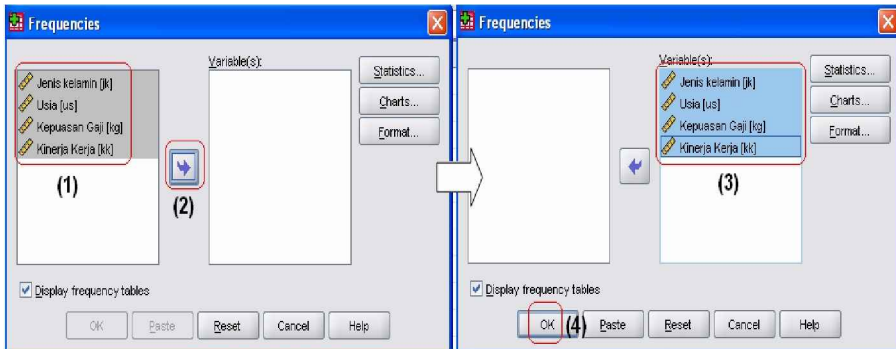 Frequencies
Variable(s):
Jenis kelamin [jk]
Usia [us]
Kepuasan Gaji [kg]
Kinerja Kerja [kk]
(1)
(2)
Statistics...
Charts...
Format...
Display frequency tables
OK
Paste
Reset
Cancel
Help
Frequencies
Variable(s):
Jenis kelamin [jk]
Usia [us]
Kepuasan Gaji [kg]
Kinerja Kerja [kk]
(3)
Statistics...
Charts...
Format...
Display frequency tables
OK
(4)
Paste
Reset
Cancel
Help